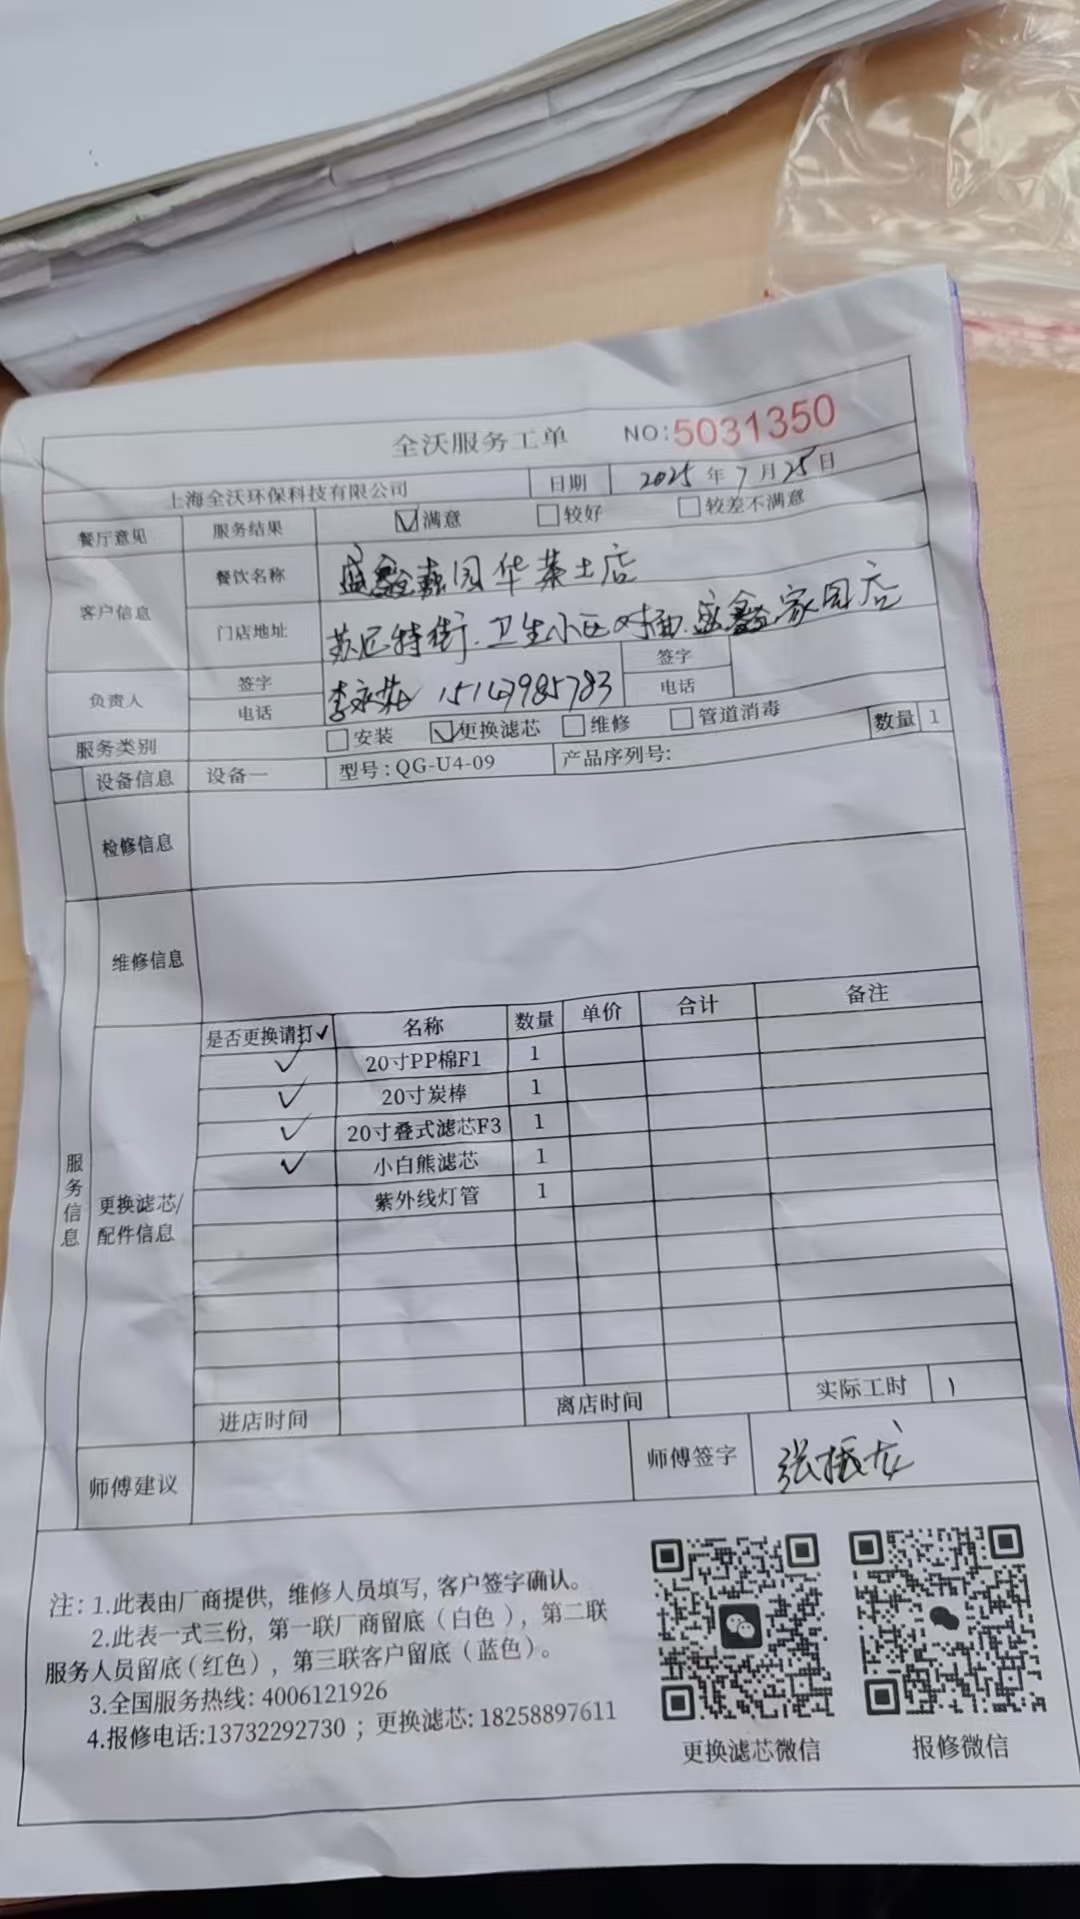 全沃服务工单 NO:5031350
上海全沃环保科技有限公司 日期 2025年7月25日
餐厅意见 服务结果 ☑满意 □较好 □较差不满意
客户信息 餐饮名称 园华莱士店
门店地址 苏尼特街.卫生小区对面.盛鑫家园店
负责人 签字 李 签字
电话 15147985783 电话
服务类别 □安装 ☑更换滤芯 □维修 □管道消毒
设备信息 设备一 型号:QG-U4-09 产品序列号: 数量 1
检修信息
维修信息
服务信息
更换滤芯/配件信息
是否更换请打✓ 名称 数量 单价 合计 备注
✓ 20寸PP棉F1 1
✓ 20寸炭棒 1
✓ 20寸叠式滤芯F3 1
✓ 小白熊滤芯 1
紫外线灯管 1
进店时间 离店时间 实际工时 1
师傅建议 师傅签字 张振龙
注: 1.此表由厂商提供, 维修人员填写, 客户签字确认。
2.此表一式三份, 第一联厂商留底(白色), 第二联
服务人员留底(红色), 第三联客户留底(蓝色)。
3.全国服务热线: 4006121926
4.报修电话:13732292730 ; 更换滤芯: 18258897611
更换滤芯微信 报修微信